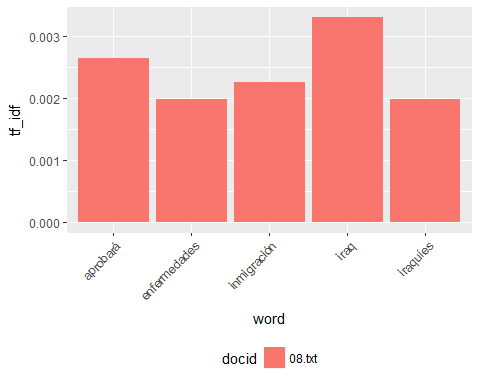 tf_idf
0.003
0.002
0.001
0.000
aprobará
enfermedades
inmigración
iraq
iraquíes
word
docid 08.txt